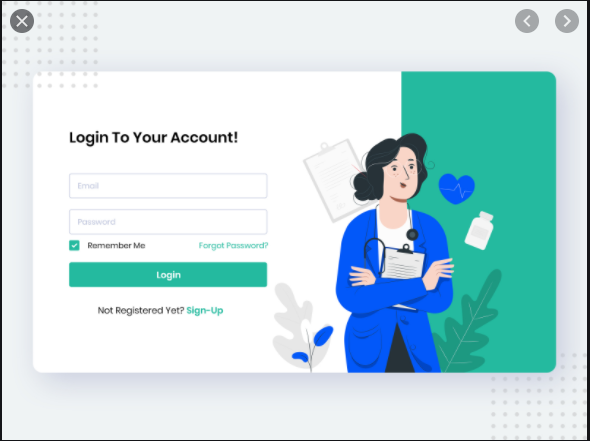 Login To Your Account!
Email
Password
Remember Me Forgot Password?
Login
Not Registered Yet? Sign-Up